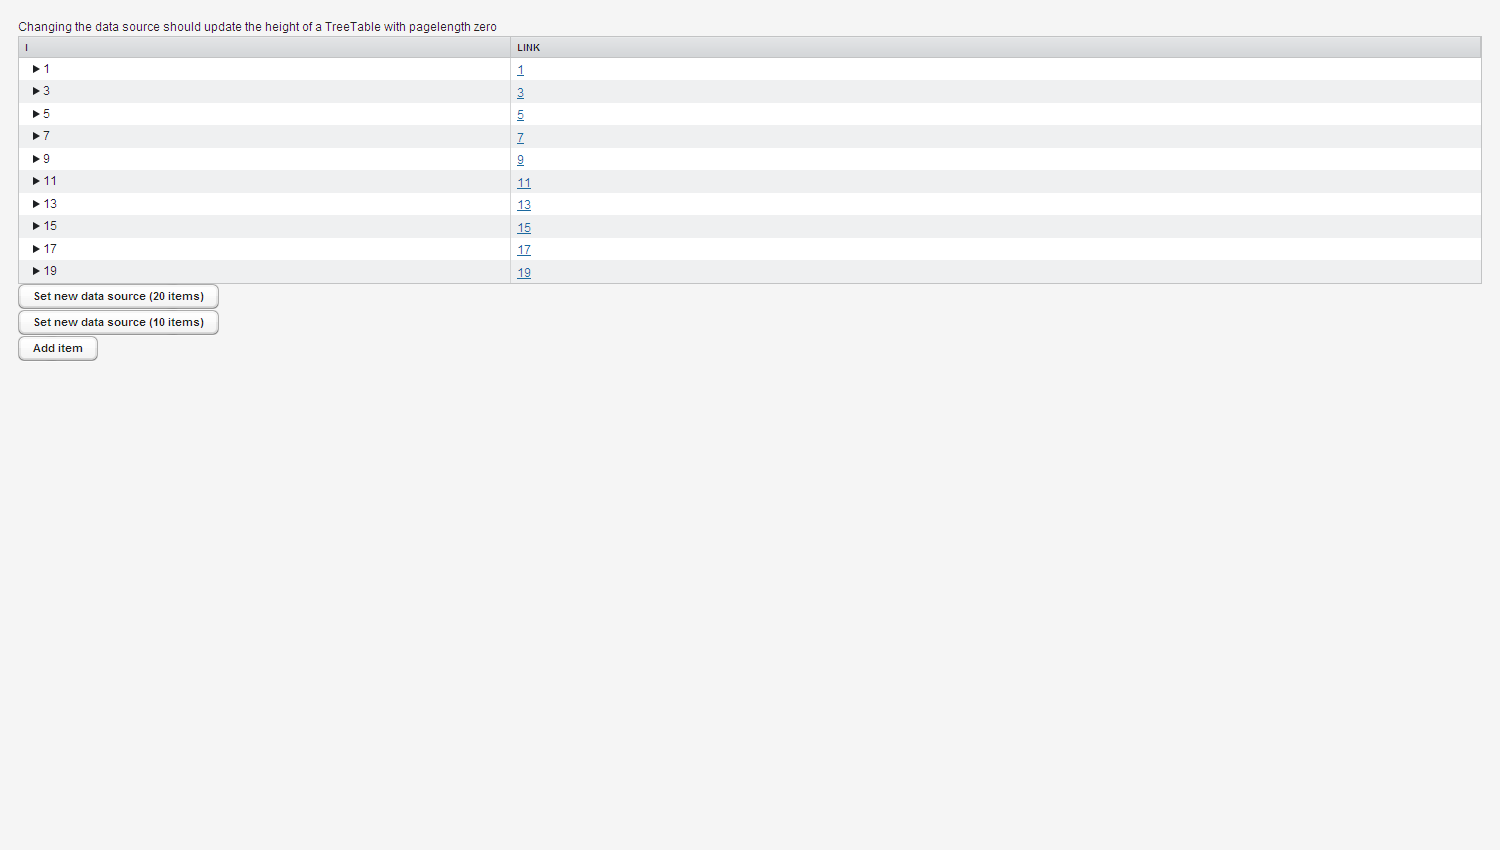 Changing the data source should update the height of a TreeTable with pagelength zero
I LINK
1 1
3 3
5 5
7 7
9 9
11 11
13 13
15 15
17 17
19 19
Set new data source (20 items)
Set new data source (10 items)
Add item